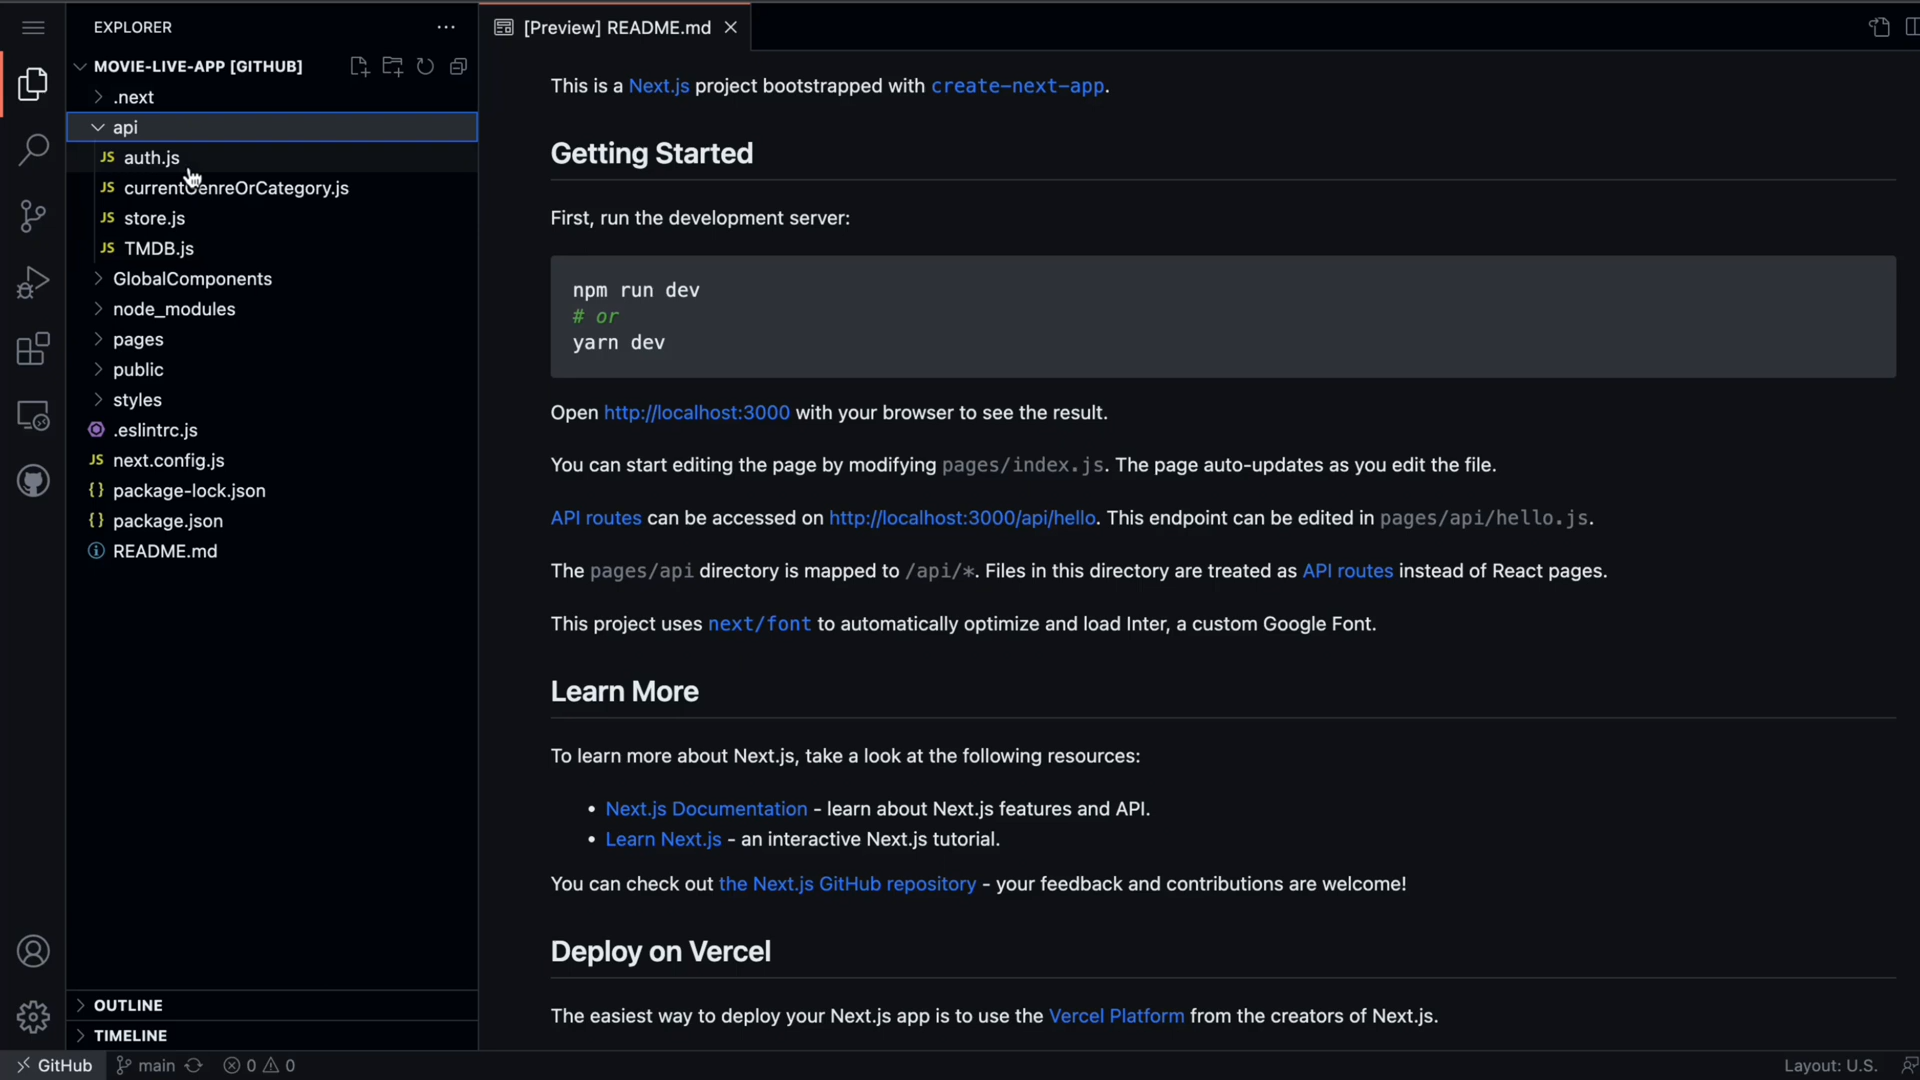 EXPLORER
MOVIE-LIVE-APP [GITHUB]
.next
api
JS auth.js
JS currentGenreOrCategory.js
JS store.js
JS TMDB.js
GlobalComponents
node_modules
pages
public
styles
.eslintrc.js
JS next.config.js
{} package-lock.json
{} package.json
README.md
OUTLINE
TIMELINE
[Preview] README.md
This is a Next.js project bootstrapped with create-next-app.
Getting Started
First, run the development server:
npm run dev
# or
yarn dev
Open http://localhost:3000 with your browser to see the result.
You can start editing the page by modifying pages/index.js. The page auto-updates as you edit the file.
API routes can be accessed on http://localhost:3000/api/hello. This endpoint can be edited in pages/api/hello.js.
The pages/api directory is mapped to /api/*. Files in this directory are treated as API routes instead of React pages.
This project uses next/font to automatically optimize and load Inter, a custom Google Font.
Learn More
To learn more about Next.js, take a look at the following resources:
• Next.js Documentation - learn about Next.js features and API.
• Learn Next.js - an interactive Next.js tutorial.
You can check out the Next.js GitHub repository - your feedback and contributions are welcome!
Deploy on Vercel
The easiest way to deploy your Next.js app is to use the Vercel Platform from the creators of Next.js.
GitHub main 0 0 Layout: U.S.